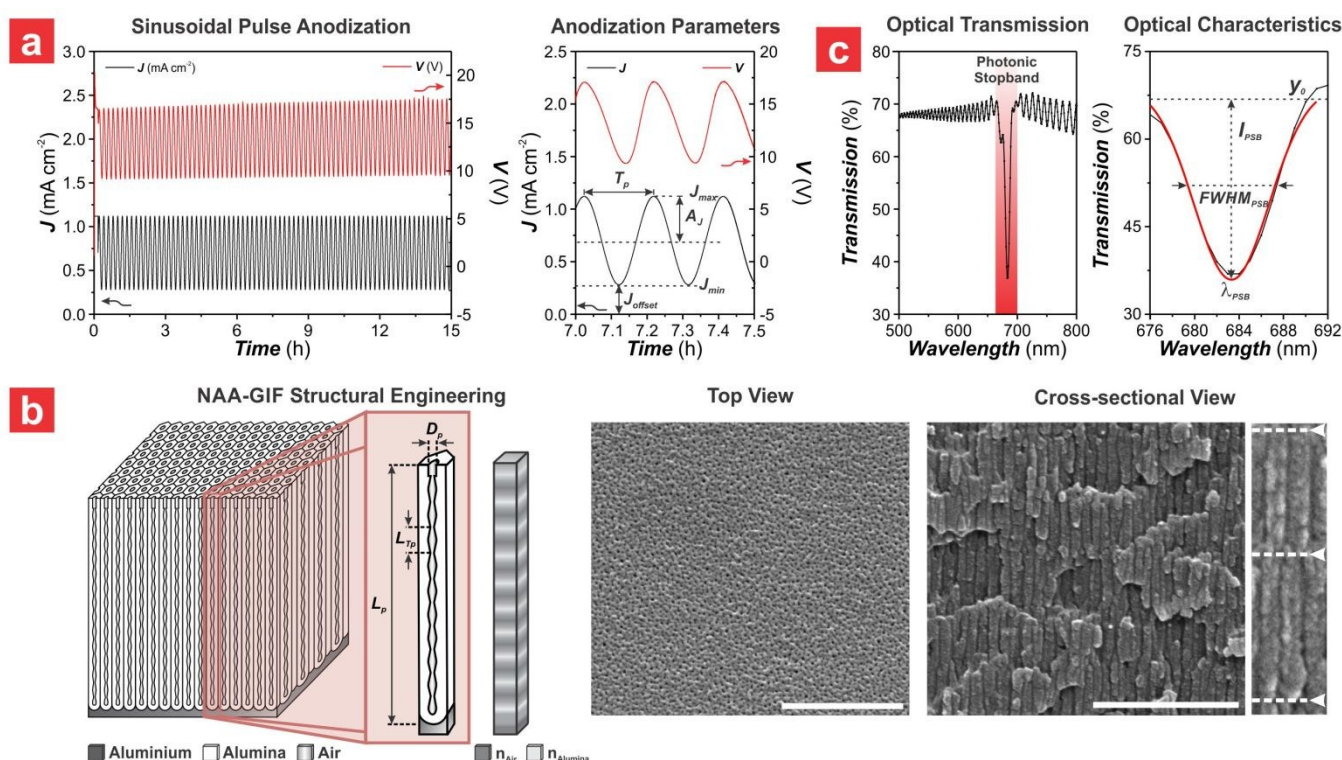 a
Sinusoidal Pulse Anodization
J (mA cm-2)
V (V)
3.0
2.5
2.0
1.5
1.0
0.5
0.0
J (mA cm-2)
20
15
10
5
0
-5
V (V)
0 3 6 9 12 15
Time (h)
Anodization Parameters
J
V
3.0
2.5
2.0
1.5
1.0
0.5
0.0
J (mA cm-2)
20
15
10
5
0
-5
V (V)
Tp
Jmax
AJ
Jmin
Joffset
7.0 7.1 7.2 7.3 7.4 7.5
Time (h)
c
Optical Transmission
Photonic
Stopband
80
70
60
50
40
30
Transmission (%)
500 600 700 800
Wavelength (nm)
Optical Characteristics
75
60
45
30
Transmission (%)
y0
IPSB
FWHMPSB
λPSB
676 680 684 688 692
Wavelength (nm)
b
NAA-GIF Structural Engineering
Dp
LTp
Lp
Aluminium Alumina Air
nAir nAlumina
Top View
Cross-sectional View